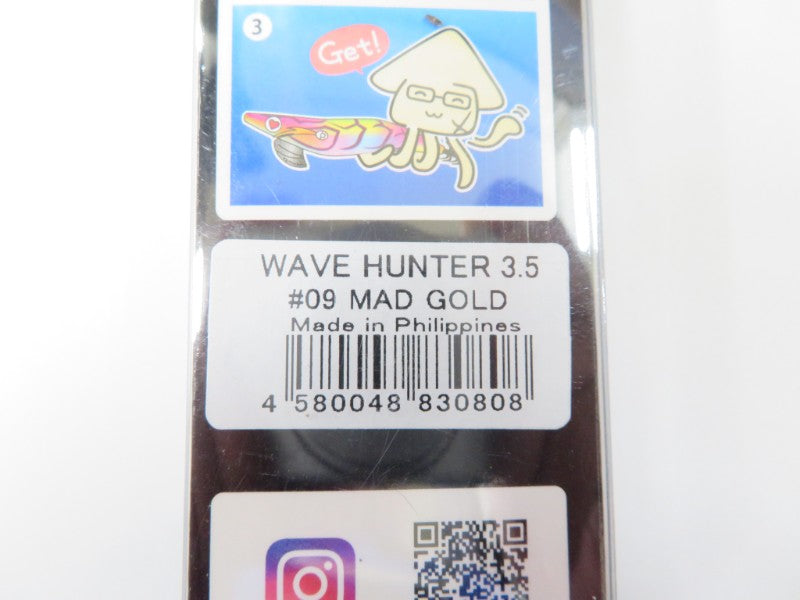 3
Get!
WAVE HUNTER 3.5
#09 MAD GOLD
Made in Philippines
4 580048 830808